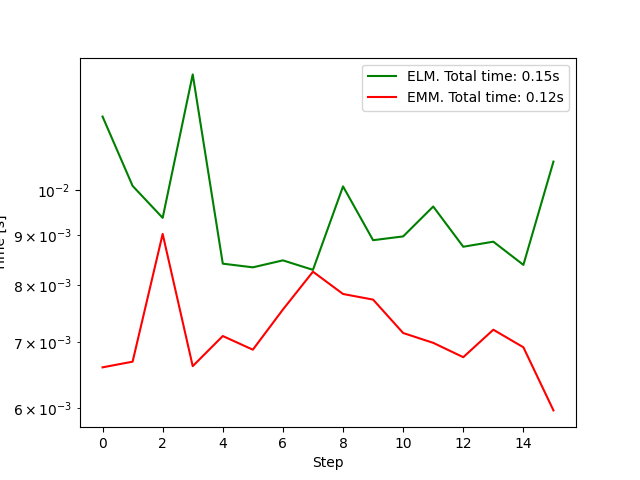 ELM. Total time: 0.15s
EMM. Total time: 0.12s
10⁻²
9 × 10⁻³
8 × 10⁻³
7 × 10⁻³
6 × 10⁻³
[s]
0 2 4 6 8 10 12 14
Step